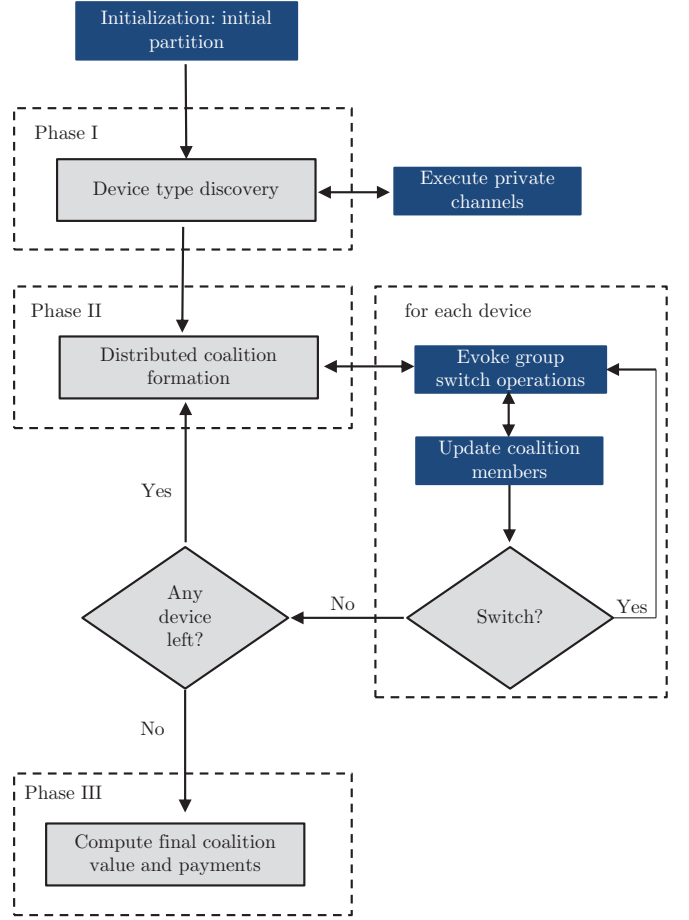 Initialization: initial
partition
Phase I
Device type discovery
Execute private
channels
Phase II
Distributed coalition
formation
for each device
Evoke group
switch operations
Update coalition
members
Yes
Any
device
left?
No
Switch?
Yes
No
Phase III
Compute final coalition
value and payments